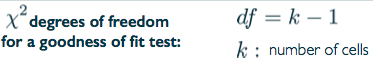 χ² degrees of freedom
for a goodness of fit test:
df = k − 1
k : number of cells